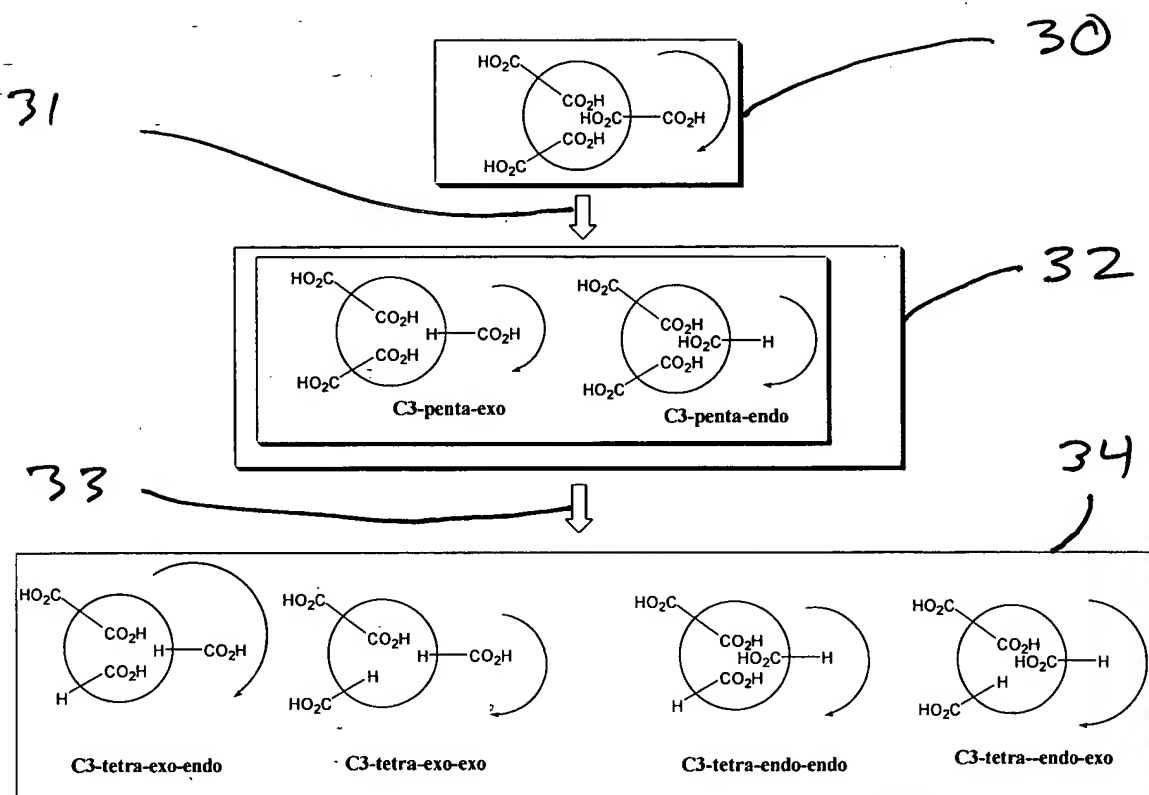 30
HO2C
CO2H
HO2C CO2H
CO2H
HO2C
31
32
HO2C
CO2H
H CO2H
CO2H
HO2C
C3-penta-exo
HO2C
CO2H
HO2C H
CO2H
HO2C
C3-penta-endo
33
34
HO2C
CO2H
H CO2H
CO2H
H
C3-tetra-exo-endo
HO2C
CO2H
H CO2H
H
HO2C
C3-tetra-exo-exo
HO2C
CO2H
HO2C H
CO2H
H
C3-tetra-endo-endo
HO2C
CO2H
HO2C H
H
HO2C
C3-tetra--endo-exo